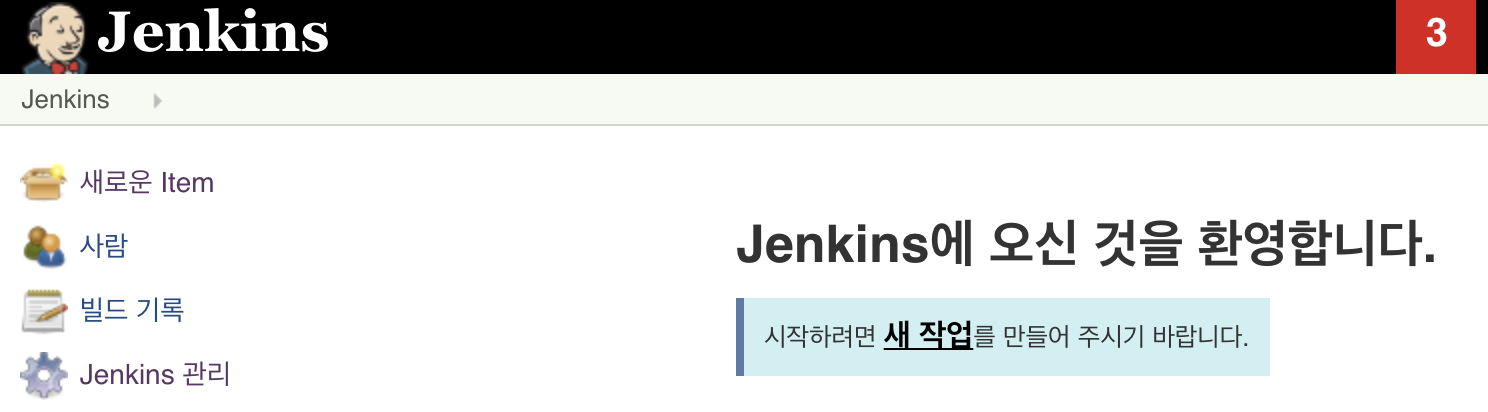 Jenkins
3
Jenkins
새로운 Item
사람
빌드 기록
Jenkins 관리
Jenkins에 오신 것을 환영합니다.
시작하려면 새 작업를 만들어 주시기 바랍니다.